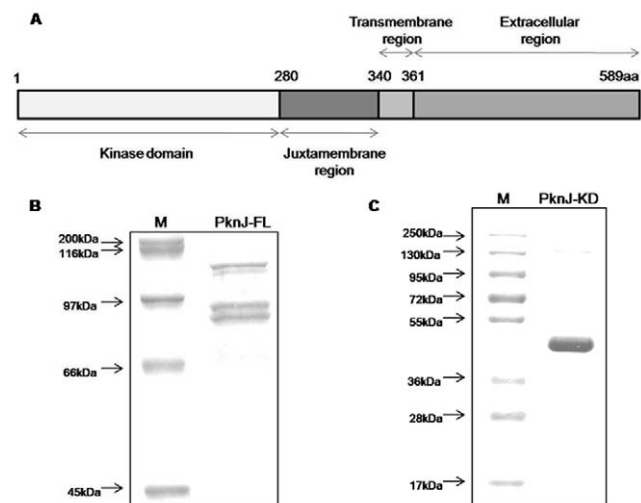 A
Transmembrane region
Extracellular region
1
280
340
361
589aa
Kinase domain
Juxtamembrane region
B
M
PknJ-FL
200kDa
116kDa
97kDa
66kDa
45kDa
C
M
PknJ-KD
250kDa
130kDa
95kDa
72kDa
55kDa
36kDa
28kDa
17kDa